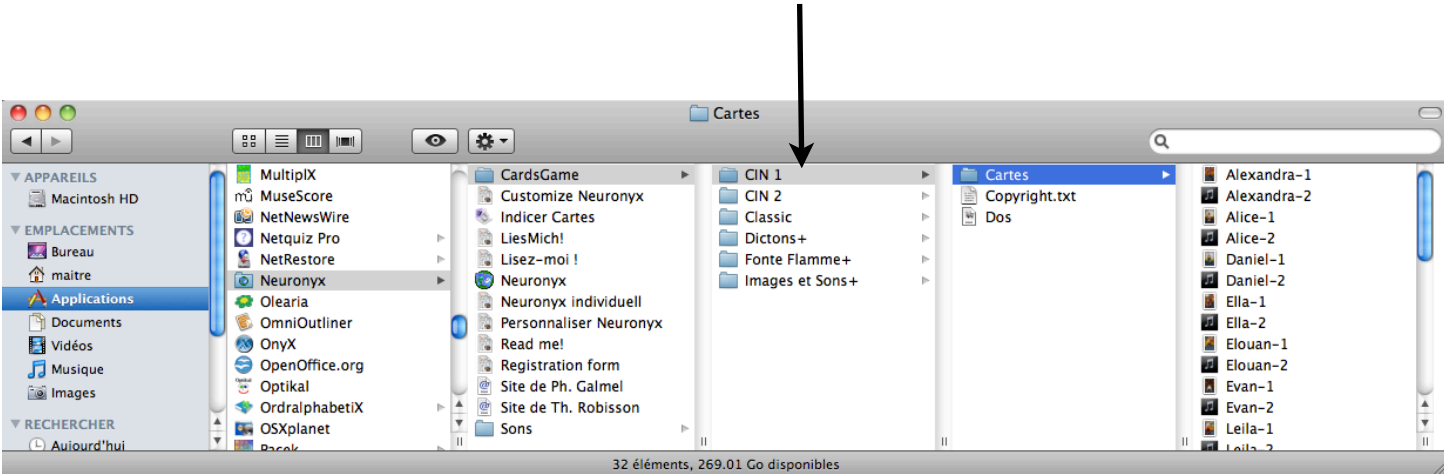 Cartes
APPAREILS
Macintosh HD
EMPLACEMENTS
Bureau
maitre
Applications
Documents
Vidéos
Musique
Images
RECHERCHER
Aujourd'hui
MultiplX
MuseScore
NetNewsWire
Netquiz Pro
NetRestore
Neuronyx
Olearia
OmniOutliner
OnyX
OpenOffice.org
Optikal
OrdralphabetiX
OSXplanet
Pacek
CardsGame
Customize Neuronyx
Indicer Cartes
LiesMich!
Lisez-moi !
Neuronyx
Neuronyx individuell
Personnaliser Neuronyx
Read me!
Registration form
Site de Ph. Galmel
Site de Th. Robisson
Sons
CIN 1
CIN 2
Classic
Dictons+
Fonte Flamme+
Images et Sons+
Cartes
Copyright.txt
Dos
Alexandra-1
Alexandra-2
Alice-1
Alice-2
Daniel-1
Daniel-2
Ella-1
Ella-2
Elouan-1
Elouan-2
Evan-1
Evan-2
Leila-1
Leila-2
32 éléments, 269.01 Go disponibles